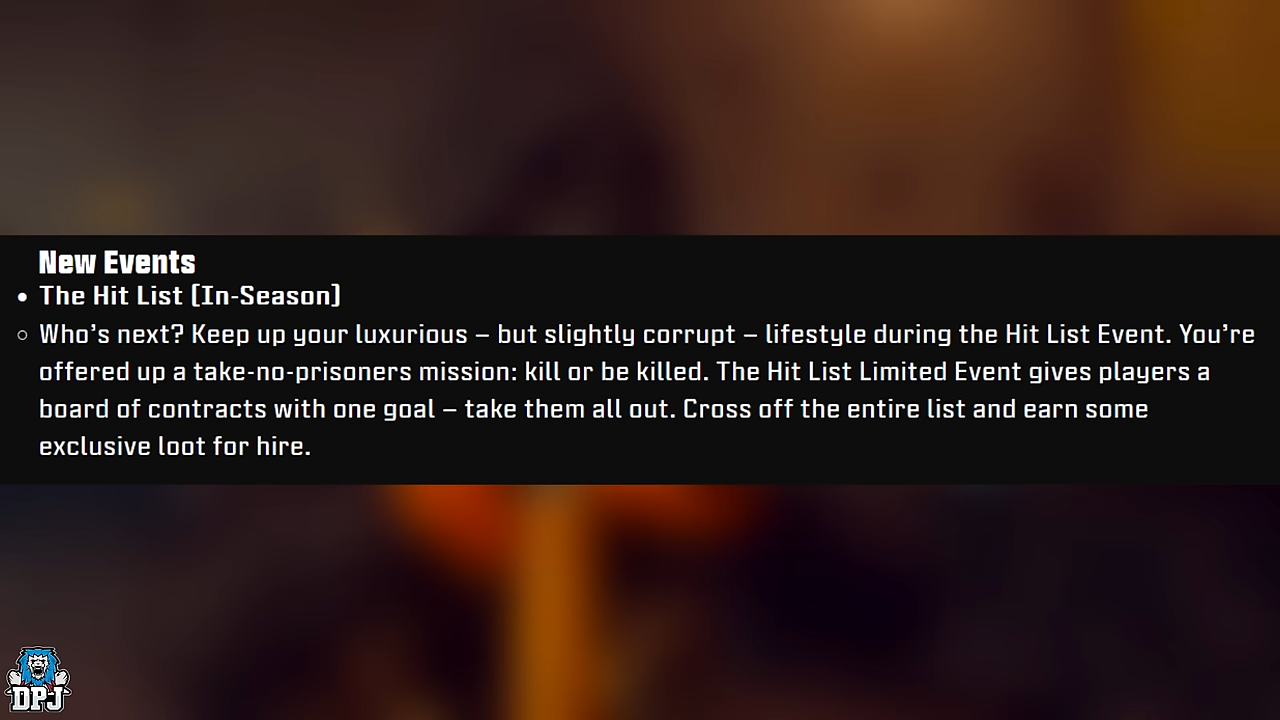 New Events
• The Hit List [In-Season]
○ Who’s next? Keep up your luxurious – but slightly corrupt – lifestyle during the Hit List Event. You’re
offered up a take-no-prisoners mission: kill or be killed. The Hit List Limited Event gives players a
board of contracts with one goal – take them all out. Cross off the entire list and earn some
exclusive loot for hire.
DPJ